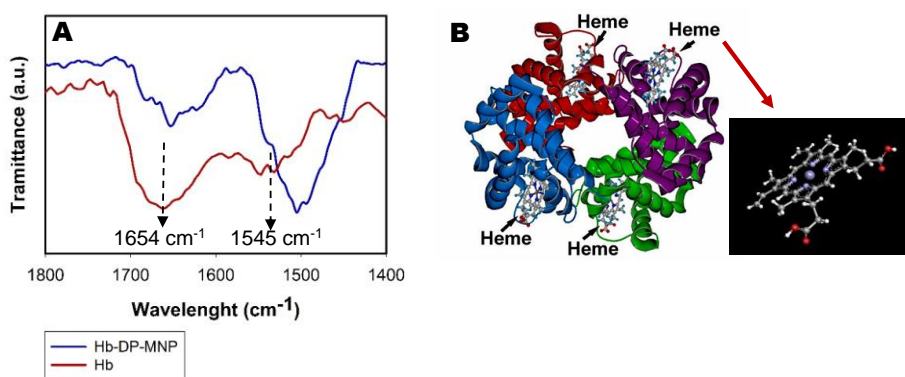 A
Tramittance (a.u.)
1654 cm-1
1545 cm-1
1800
1700
1600
1500
1400
Wavelenght (cm-1)
Hb-DP-MNP
Hb
B
Heme
Heme
Heme
Heme